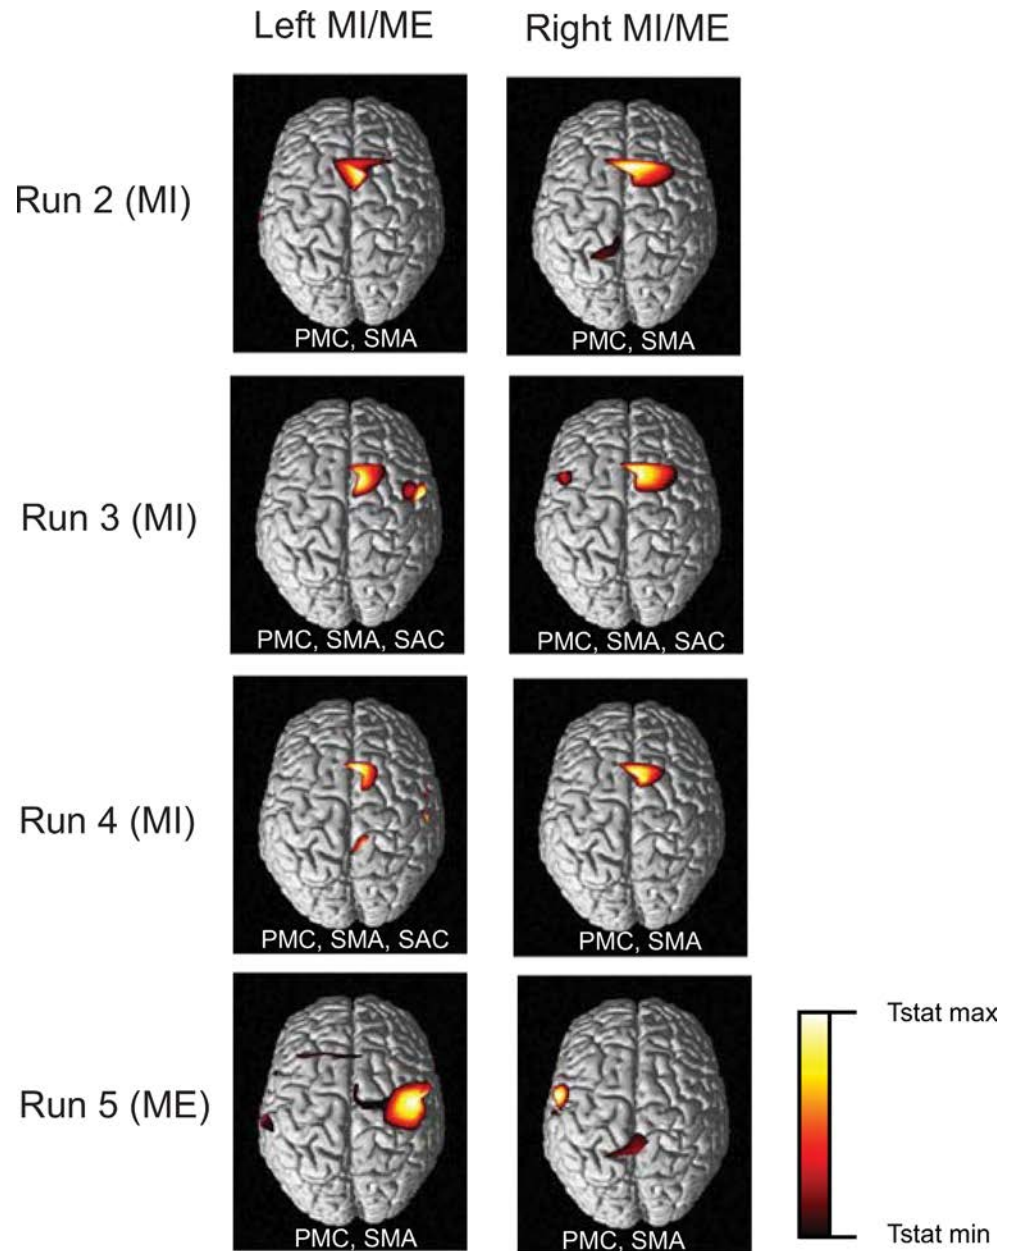 Left MI/ME
Right MI/ME
Run 2 (MI)
PMC, SMA
PMC, SMA
Run 3 (MI)
PMC, SMA, SAC
PMC, SMA, SAC
Run 4 (MI)
PMC, SMA, SAC
PMC, SMA
Run 5 (ME)
PMC, SMA
PMC, SMA
Tstat max
Tstat min